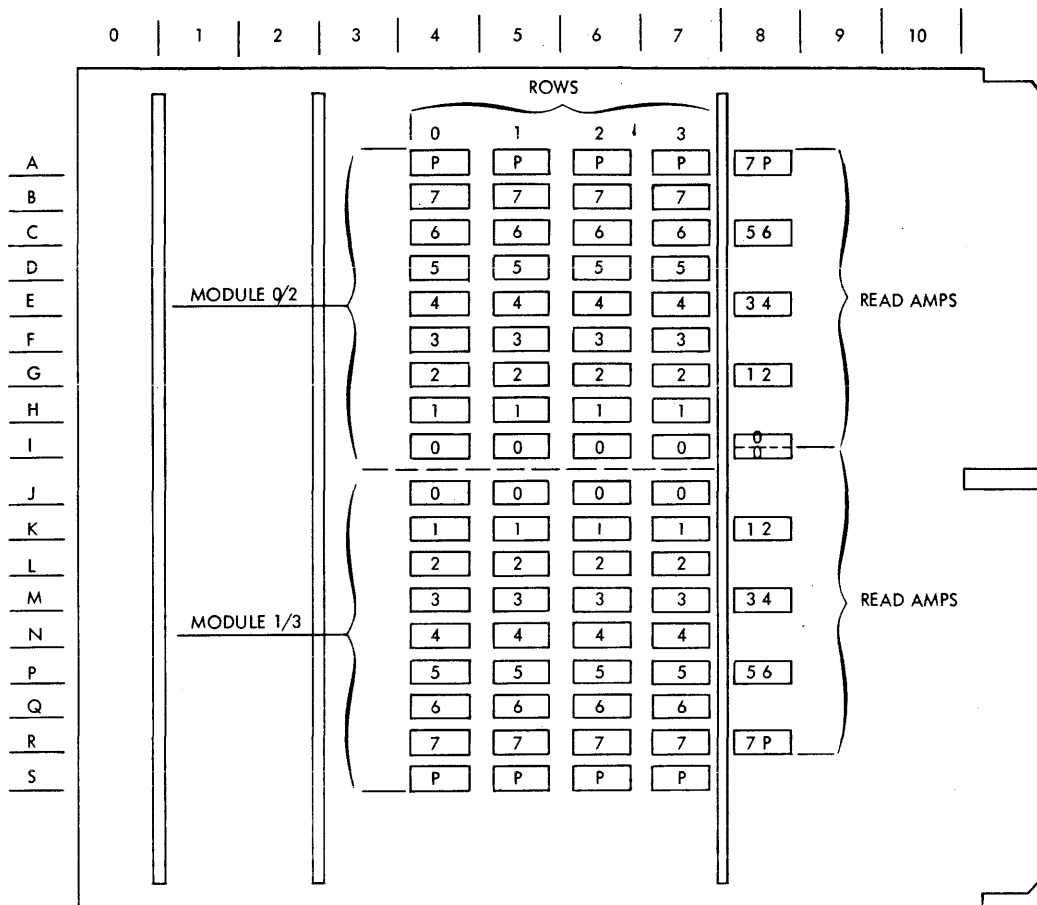 0 1 2 3 4 5 6 7 8 9 10
ROWS
0 1 2 3
A P P P P 7 P
B 7 7 7 7
C 6 6 6 6 5 6
D 5 5 5 5
MODULE 0/2
E 4 4 4 4 3 4 READ AMPS
F 3 3 3 3
G 2 2 2 2 1 2
H 1 1 1 1
I 0 0 0 0 0
0
J 0 0 0 0
K 1 1 1 1 1 2
L 2 2 2 2
M 3 3 3 3 3 4 READ AMPS
MODULE 1/3
N 4 4 4 4
P 5 5 5 5 5 6
Q 6 6 6 6
R 7 7 7 7 7 P
S P P P P